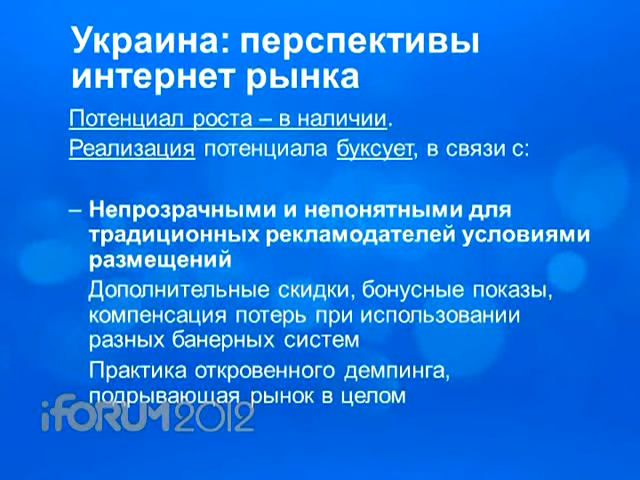 Украина: перспективы
интернет рынка
Потенциал роста – в наличии.
Реализация потенциала буксует, в связи с:
– Непрозрачными и непонятными для
традиционных рекламодателей условиями
размещений
Дополнительные скидки, бонусные показы,
компенсация потерь при использовании
разных банерных систем
Практика откровенного демпинга,
подрывающая рынок в целом
iFORUM2012